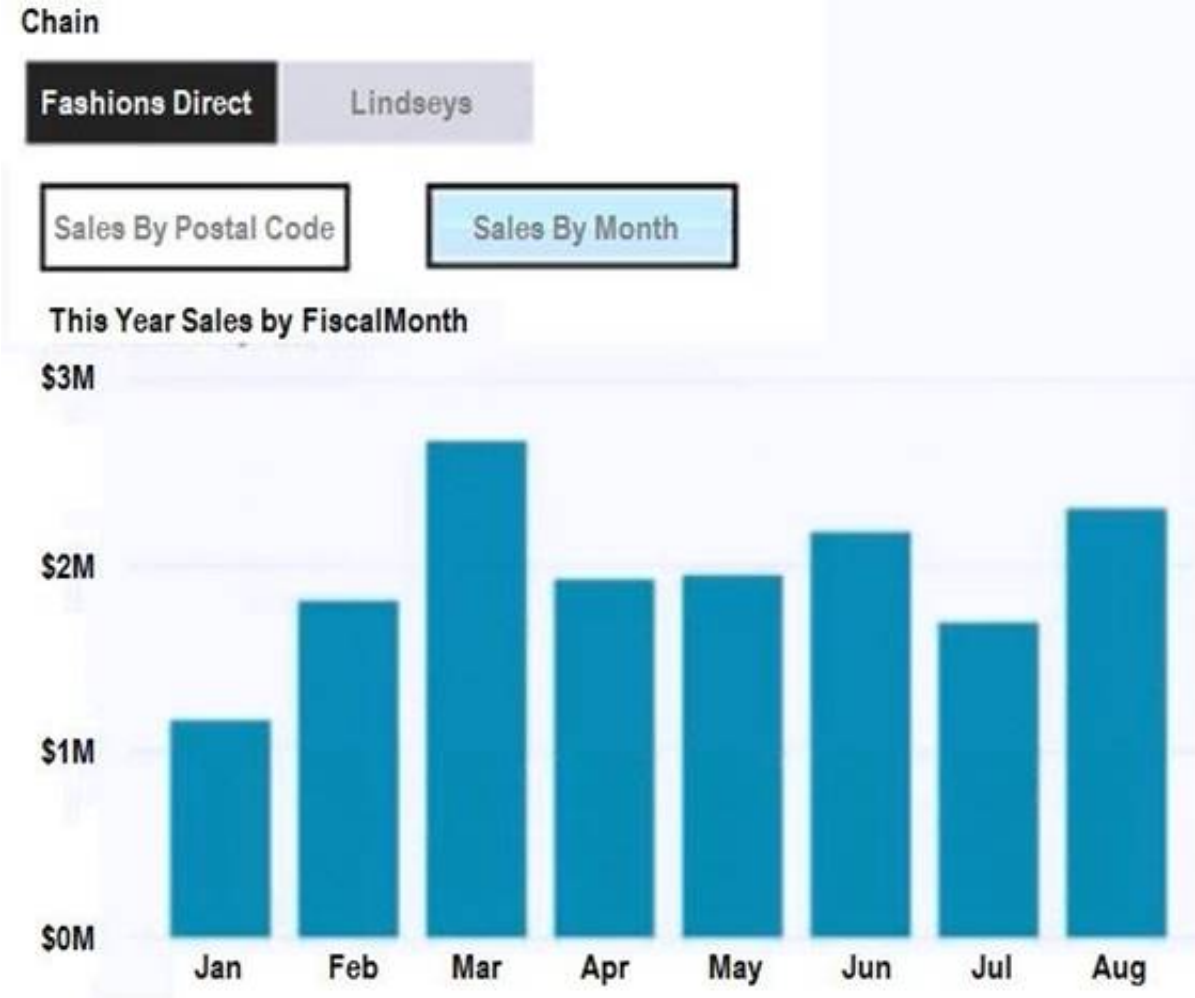 Chain
Fashions Direct Lindseys
Sales By Postal Code Sales By Month
This Year Sales by FiscalMonth
$3M
$2M
$1M
$0M
Jan Feb Mar Apr May Jun Jul Aug